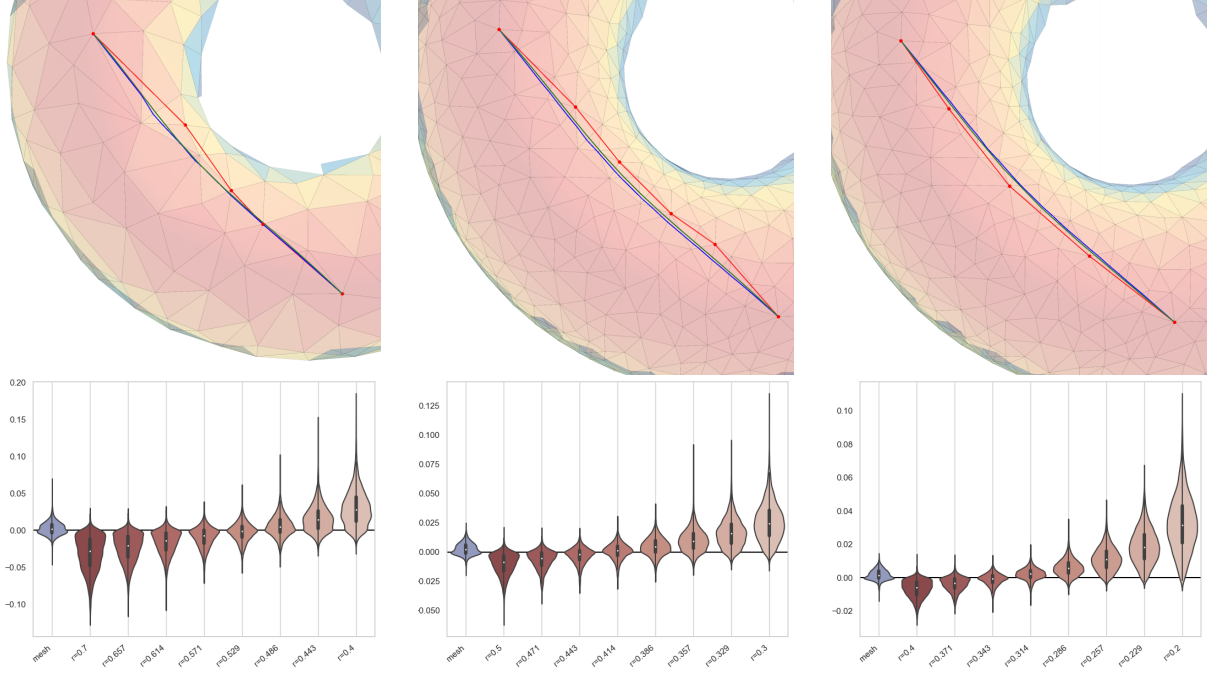 0.20
0.15
0.10
0.05
0.00
−0.05
−0.10
mesh
r=0.7
r=0.657
r=0.614
r=0.571
r=0.529
r=0.486
r=0.443
r=0.4
0.125
0.100
0.075
0.050
0.025
0.000
0.025
0.050
mesh
r=0.5
r=0.471
r=0.443
r=0.414
r=0.386
r=0.357
r=0.329
r=0.3
0.10
0.08
0.06
0.04
0.02
0.00
−0.02
mesh
r=0.4
r=0.371
r=0.343
r=0.314
r=0.286
r=0.257
r=0.229
r=0.2